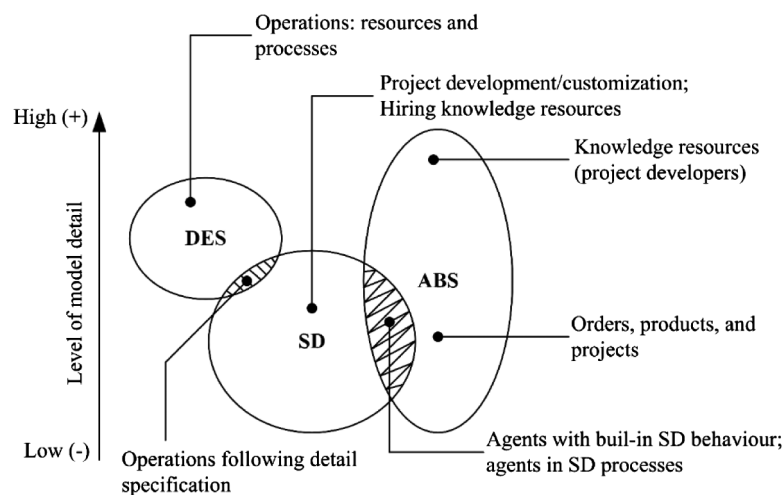 Operations: resources and
processes
Project development/customization;
Hiring knowledge resources
High (+)
Knowledge resources
(project developers)
Level of model detail
DES
ABS
SD
Orders, products, and
projects
Low (-)
Operations following detail
specification
Agents with buil-in SD behaviour;
agents in SD processes